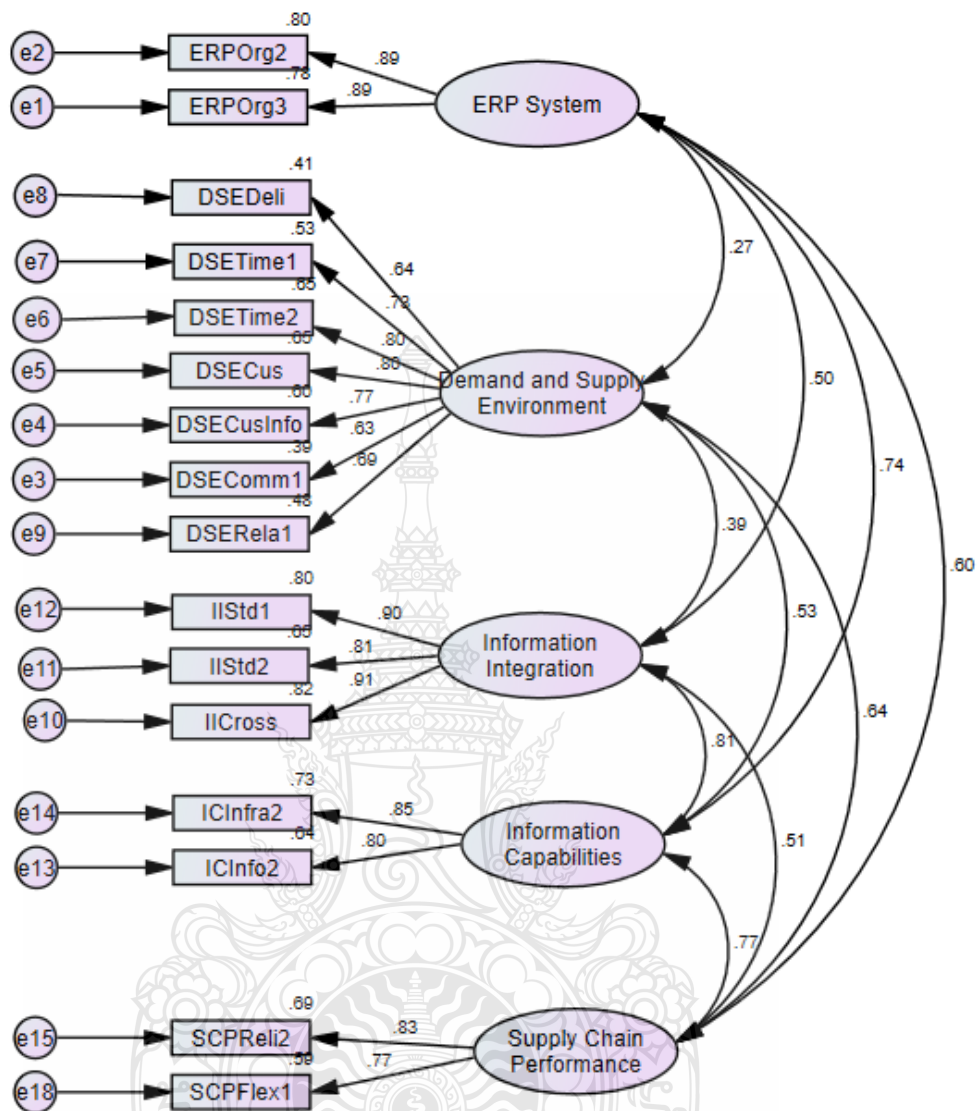 .80
e2 ERPOrg2 .89
.78
e1 ERPOrg3 .89
ERP System
.41
e8 DSEDeli .64
.53
e7 DSETime1 .73
.65
e6 DSETime2 .80
.65
e5 DSECus .80
.60
e4 DSECusInfo .77
.39
e3 DSEComm1 .63
.48
e9 DSERela1 .69
Demand and Supply
Environment
.27
.50
.74
.60
.39
.53
.64
.80
e12 IIStd1 .90
.65
e11 IIStd2 .81
.82
e10 IICross .91
Information
Integration
.81
.51
.73
e14 ICInfra2 .85
.64
e13 ICInfo2 .80
Information
Capabilities
.77
.69
e15 SCPReli2 .83
.59
e18 SCPFlex1 .77
Supply Chain
Performance